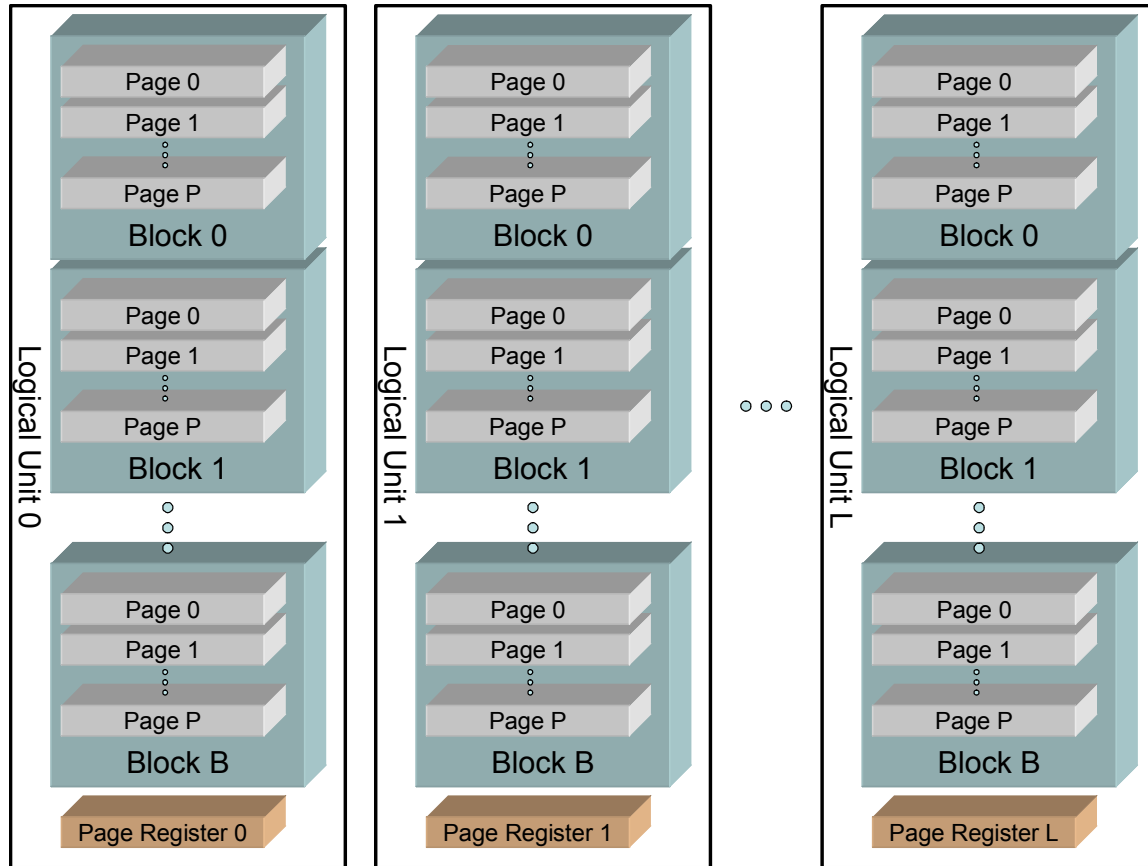 Logical Unit 0
Page 0
Page 1
Page P
Block 0
Page 0
Page 1
Page P
Block 1
Page 0
Page 1
Page P
Block B
Page Register 0
Logical Unit 1
Page 0
Page 1
Page P
Block 0
Page 0
Page 1
Page P
Block 1
Page 0
Page 1
Page P
Block B
Page Register 1
Logical Unit L
Page 0
Page 1
Page P
Block 0
Page 0
Page 1
Page P
Block 1
Page 0
Page 1
Page P
Block B
Page Register L